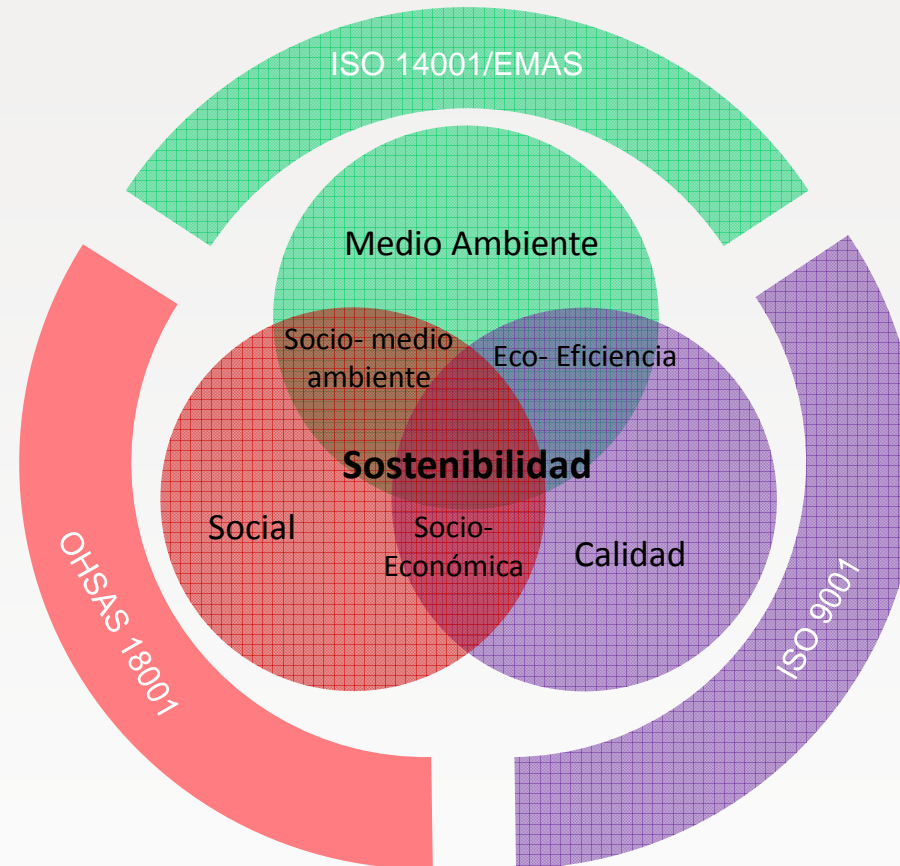 ISO 14001/EMAS
Medio Ambiente
Socio- medio
ambiente
Eco- Eficiencia
Sostenibilidad
Social
Socio-
Económica
Calidad
OHSAS 18001
ISO 9001